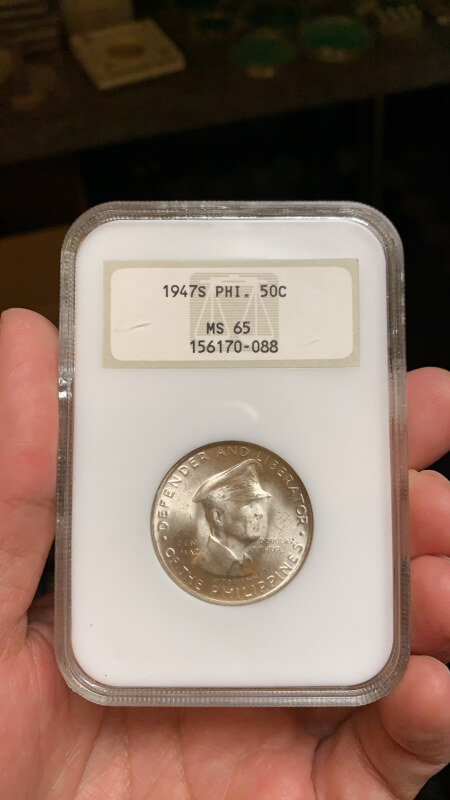 1947S PHI. 50C
MS 65
156170-088
• DEFENDER AND LIBERATOR •
OF THE PHILIPPINES